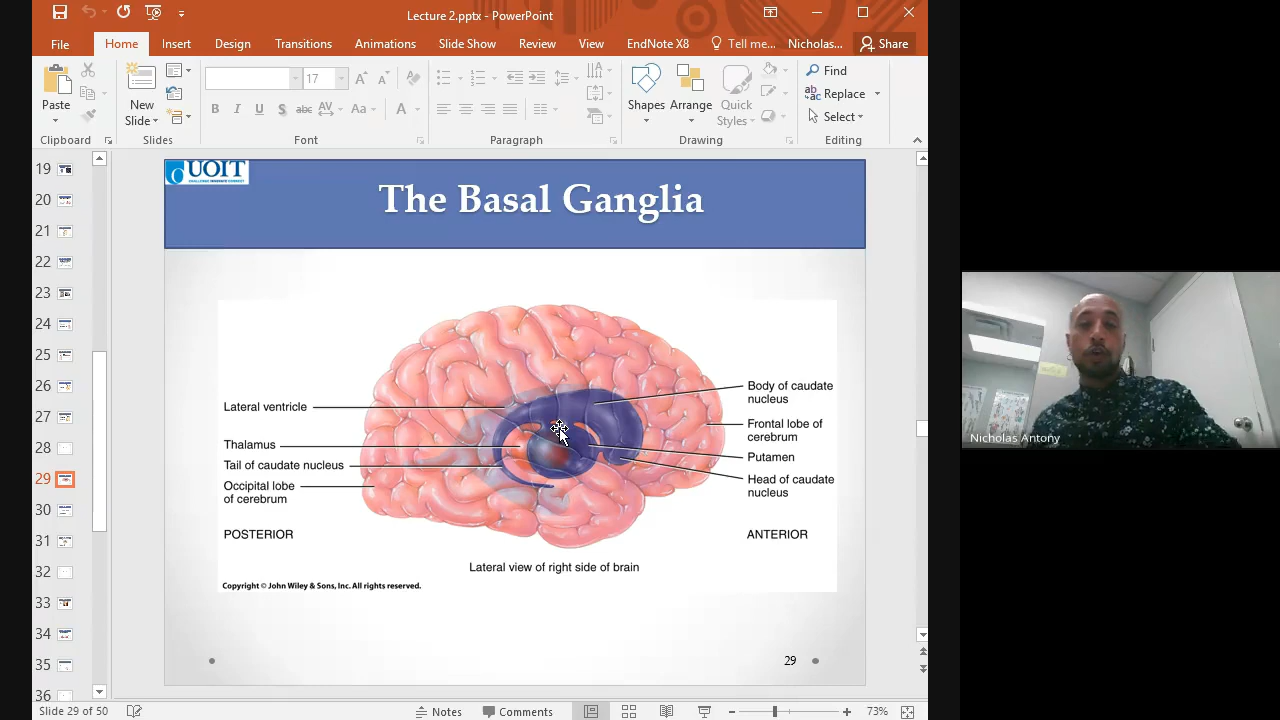 Lecture 2.pptx - PowerPoint
File Home Insert Design Transitions Animations Slide Show Review View EndNote X8 Tell me... Nicholas... Share
17
Paste
New
Slide
B I U S abc AV Aa A
Shapes
Arrange
Quick
Styles
Find
Replace
Select
Clipboard Slides Font Paragraph Drawing Editing
19
20
21
22
23
24
25
26
27
28
29
30
31
32
33
34
35
36
UOIT
The Basal Ganglia
Lateral ventricle
Thalamus
Tail of caudate nucleus
Occipital lobe
of cerebrum
POSTERIOR
Body of caudate
nucleus
Frontal lobe of
cerebrum
Putamen
Head of caudate
nucleus
ANTERIOR
Lateral view of right side of brain
Copyright © John Wiley & Sons, Inc. All rights reserved.
29
Nicholas Antony
Slide 29 of 50 Notes Comments 73%